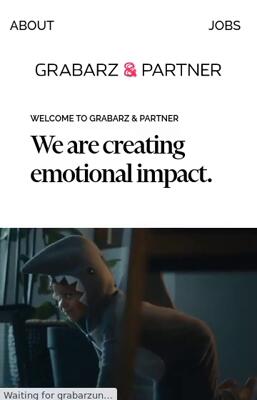 ABOUT JOBS
GRABARZ & PARTNER
WELCOME TO GRABARZ & PARTNER
We are creating
emotional impact.
Waiting for grabarzun...